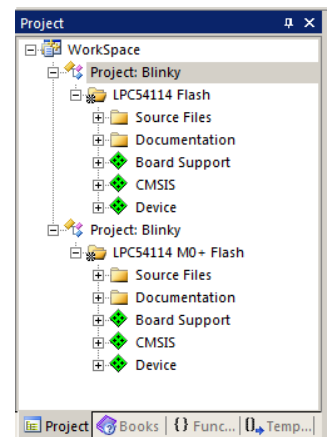 Project
WorkSpace
Project: Blinky
LPC54114 Flash
Source Files
Documentation
Board Support
CMSIS
Device
Project: Blinky
LPC54114 M0+ Flash
Source Files
Documentation
Board Support
CMSIS
Device
Project Books {} Func... 0 Temp...